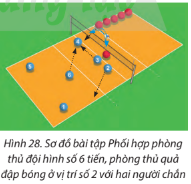 Hình 28. Sơ đồ bài tập Phối hợp phòng
thủ đội hình số 6 tiến, phòng thủ quả
đập bóng ở vị trí số 2 với hai người chắn